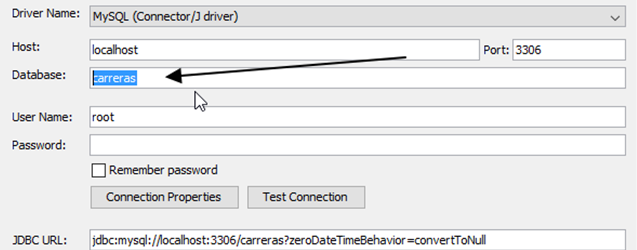 Driver Name: MySQL (Connector/J driver)
Host: localhost Port: 3306
Database: carreras
User Name: root
Password:
Remember password
Connection Properties Test Connection
JDBC URL: jdbc:mysql://localhost:3306/carreras?zeroDateTimeBehavior=convertToNull